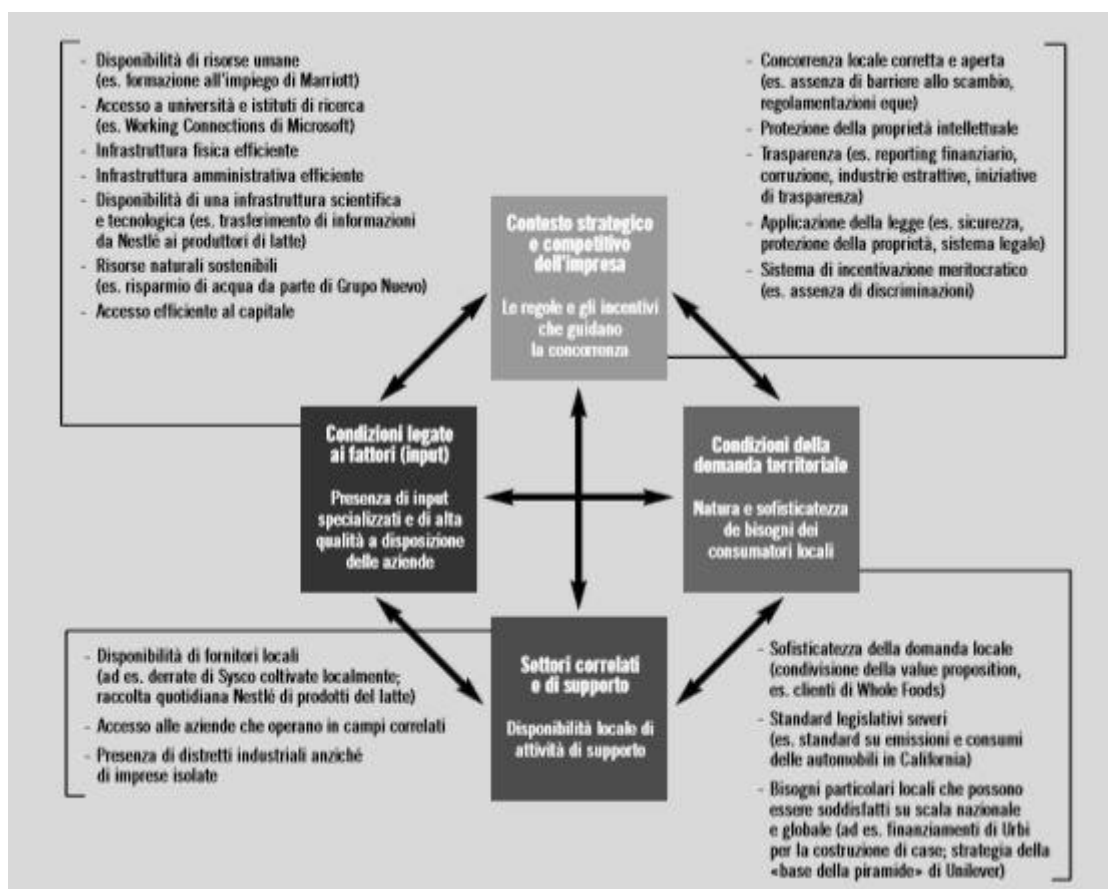 - Disponibilità di risorse umane
(es. formazione all'impiego di Marriott)
- Accesso a università e istituti di ricerca
(es. Working Connections di Microsoft)
- Infrastruttura fisica efficiente
- Infrastruttura amministrativa efficiente
- Disponibilità di una infrastruttura scientifica
e tecnologica (es. trasferimento di informazioni
da Nestlé ai produttori di latte)
- Risorse naturali sostenibili
(es. risparmio di acqua da parte di Grupo Nuevo)
- Accesso efficiente al capitale
- Concorrenza locale corretta e aperta
(es. assenza di barriere allo scambio,
regolamentazioni eque)
- Protezione della proprietà intellettuale
- Trasparenza (es. reporting finanziario,
corruzione, industrie estrattive, iniziative
di trasparenza)
- Applicazione della legge (es. sicurezza,
protezione della proprietà, sistema legale)
- Sistema di incentivazione meritocratico
(es. assenza di discriminazioni)
Contesto strategico
e competitivo
dell'impresa
Le regole e gli incentivi
che guidano
la concorrenza
Condizioni legate
ai fattori (input)
Presenza di input
specializzati e di alta
qualità a disposizione
delle aziende
Condizioni della
domanda territoriale
Natura e sofisticatezza
de bisogni dei
consumatori locali
Settori correlati
e di supporto
Disponibilità locale di
attività di supporto
- Disponibilità di fornitori locali
(ad es. derrate di Sysco coltivate localmente;
raccolta quotidiana Nestlé di prodotti del latte)
- Accesso alle aziende che operano in campi correlati
- Presenza di distretti industriali anziché
di imprese isolate
- Sofisticatezza della domanda locale
(condivisione della value proposition,
es. clienti di Whole Foods)
- Standard legislativi severi
(es. standard su emissioni e consumi
delle automobili in California)
- Bisogni particolari locali che possono
essere soddisfatti su scala nazionale
e globale (ad es. finanziamenti di Urbi
per la costruzione di case; strategia della
«base della piramide» di Unilever)